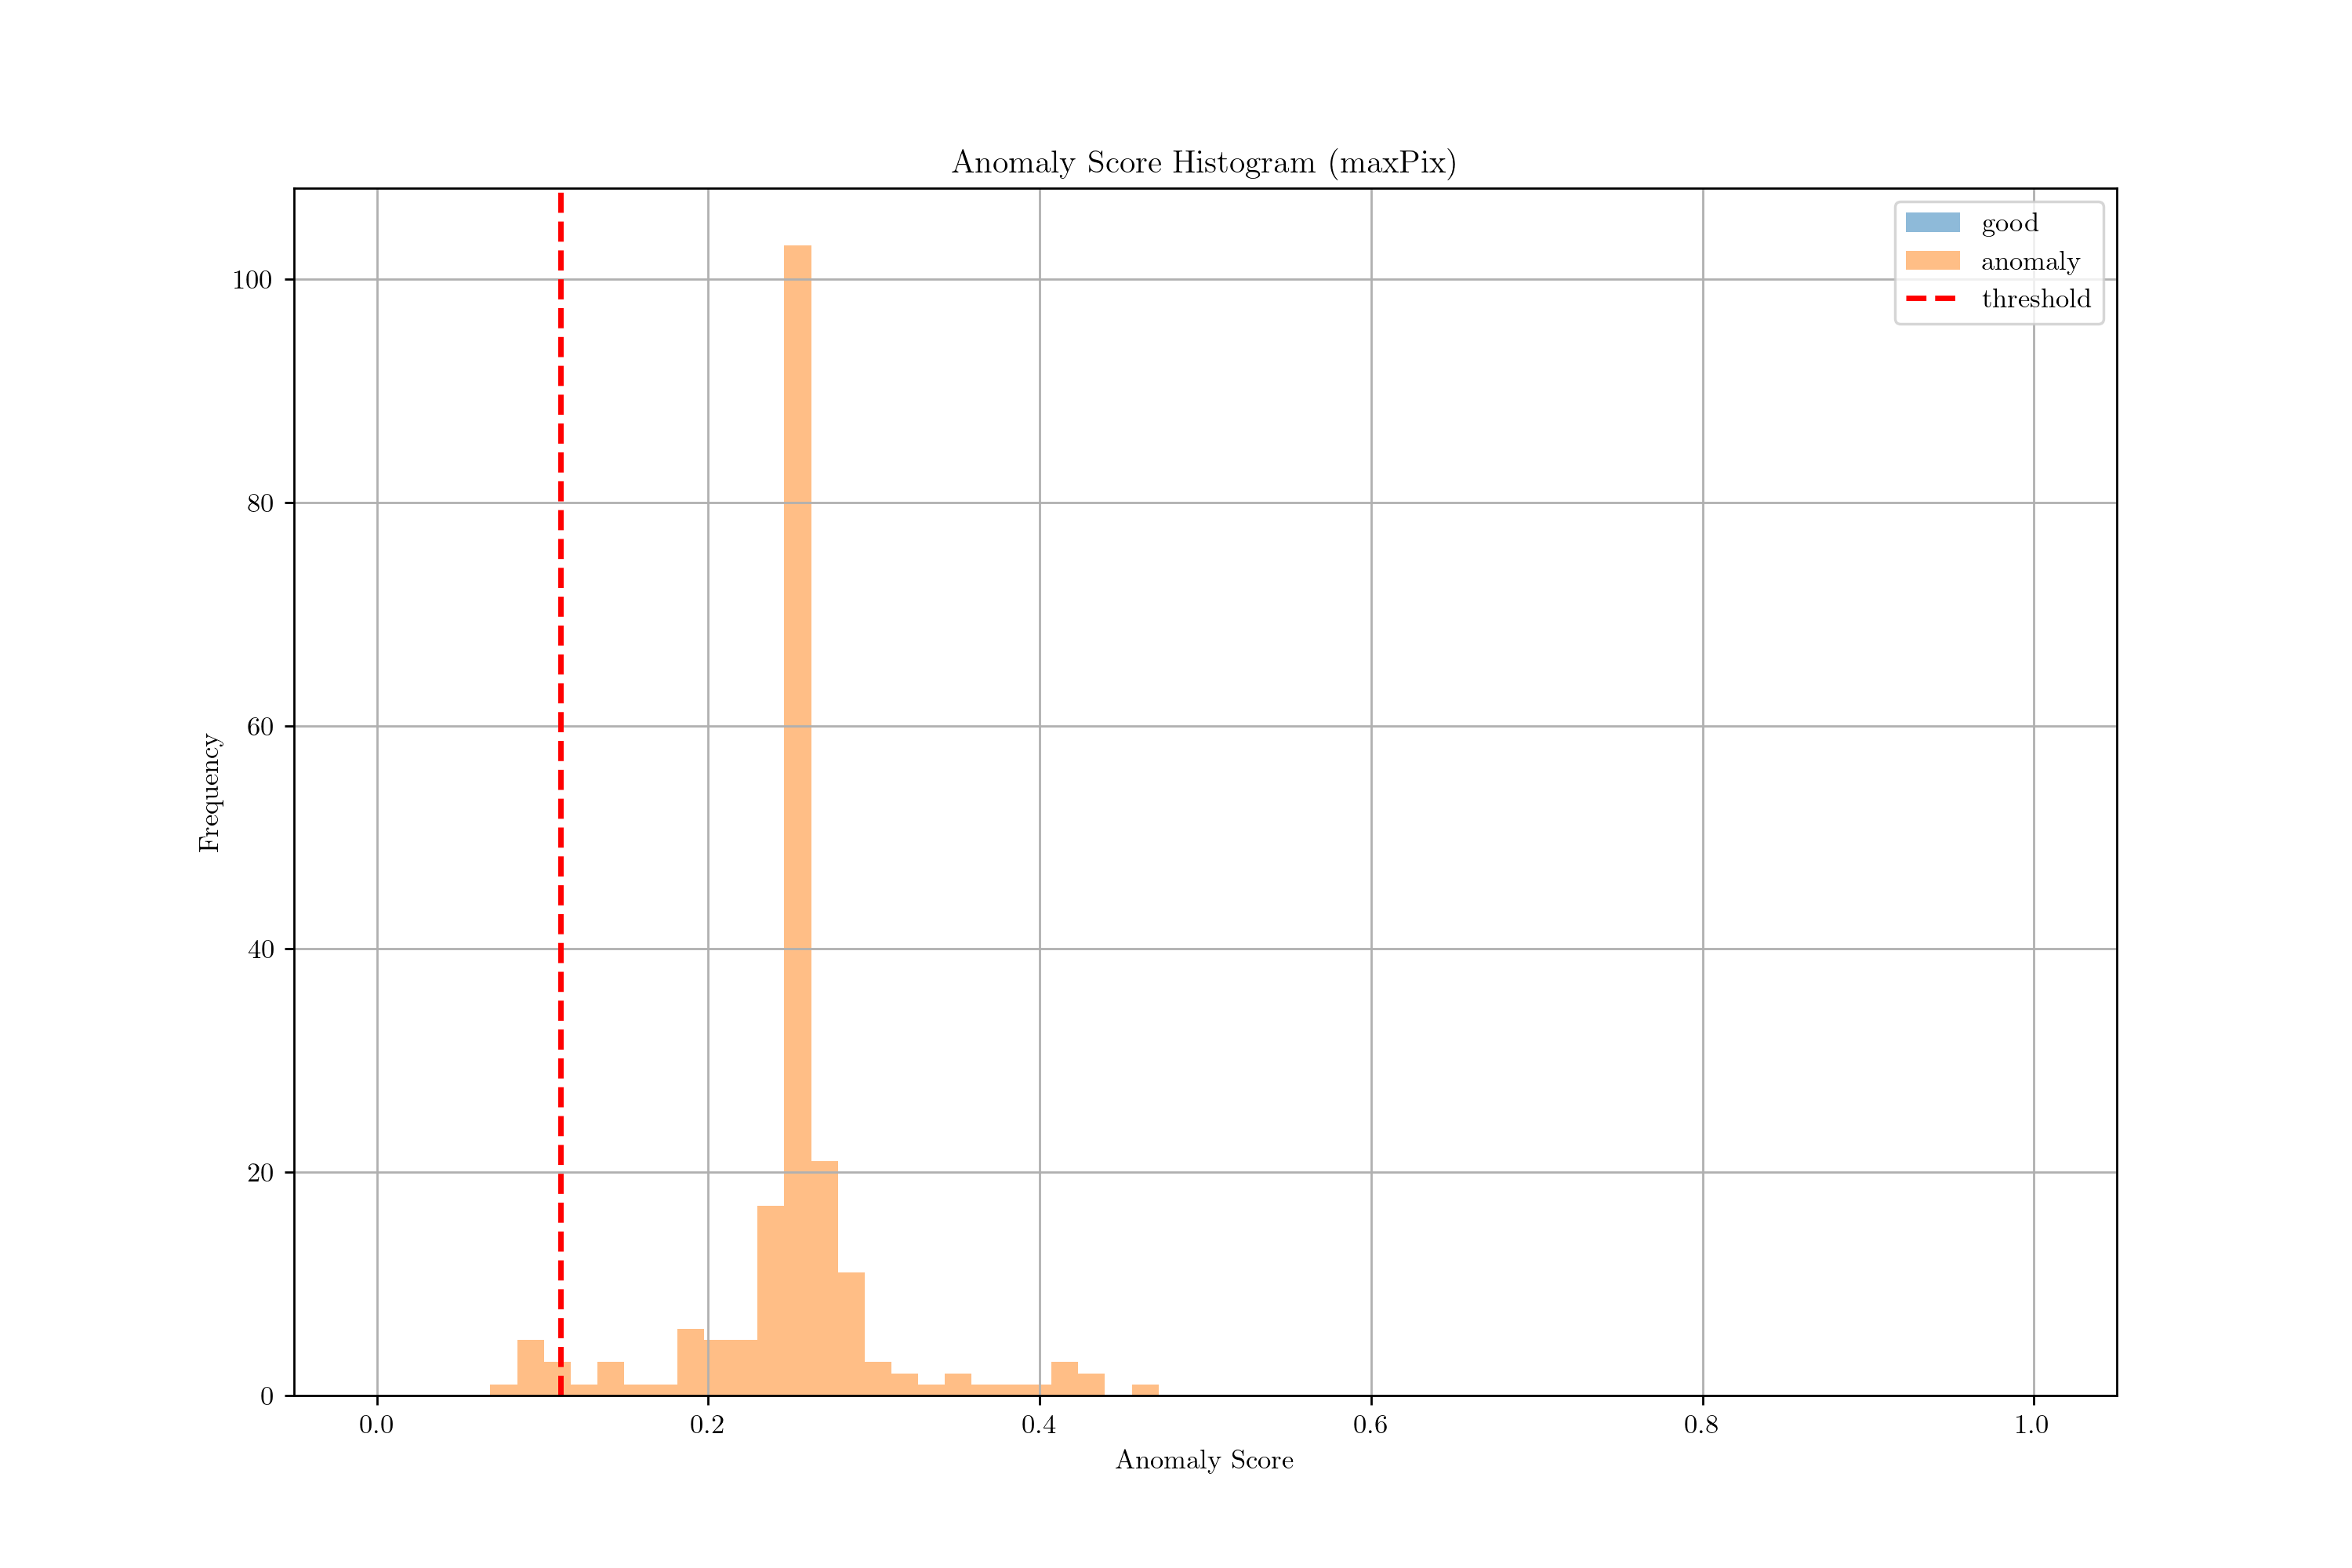 Anomaly Score Histogram (maxPix)
good
anomaly
threshold
100
80
60
40
20
0
Frequency
0.0 0.2 0.4 0.6 0.8 1.0
Anomaly Score